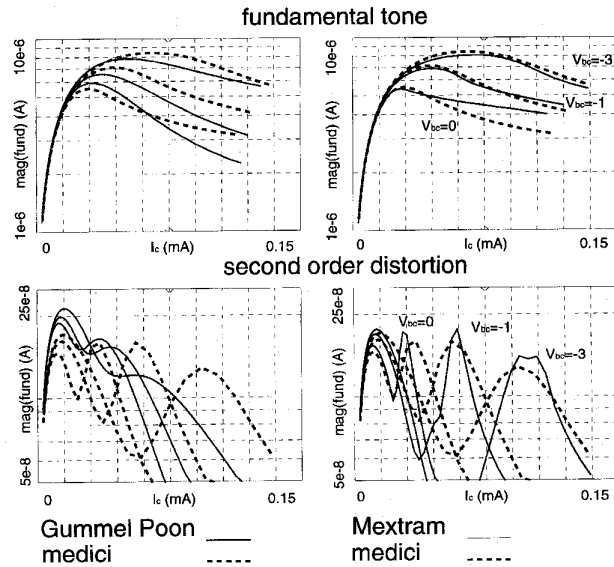 fundamental tone
10e-6
mag(fund) (A)
1e-6
0
Ic (mA)
0.15
10e-6
mag(fund) (A)
1e-6
Vbc=-3
Vbc=-1
Vbc=0
0
Ic (mA)
0.15
second order distortion
25e-8
mag(fund) (A)
5e-8
0
Ic (mA)
0.15
25e-8
mag(fund) (A)
5e-8
Vbc=0
Vbc=-1
Vbc=-3
0
Ic (mA)
0.15
Gummel Poon
medici
Mextram
medici